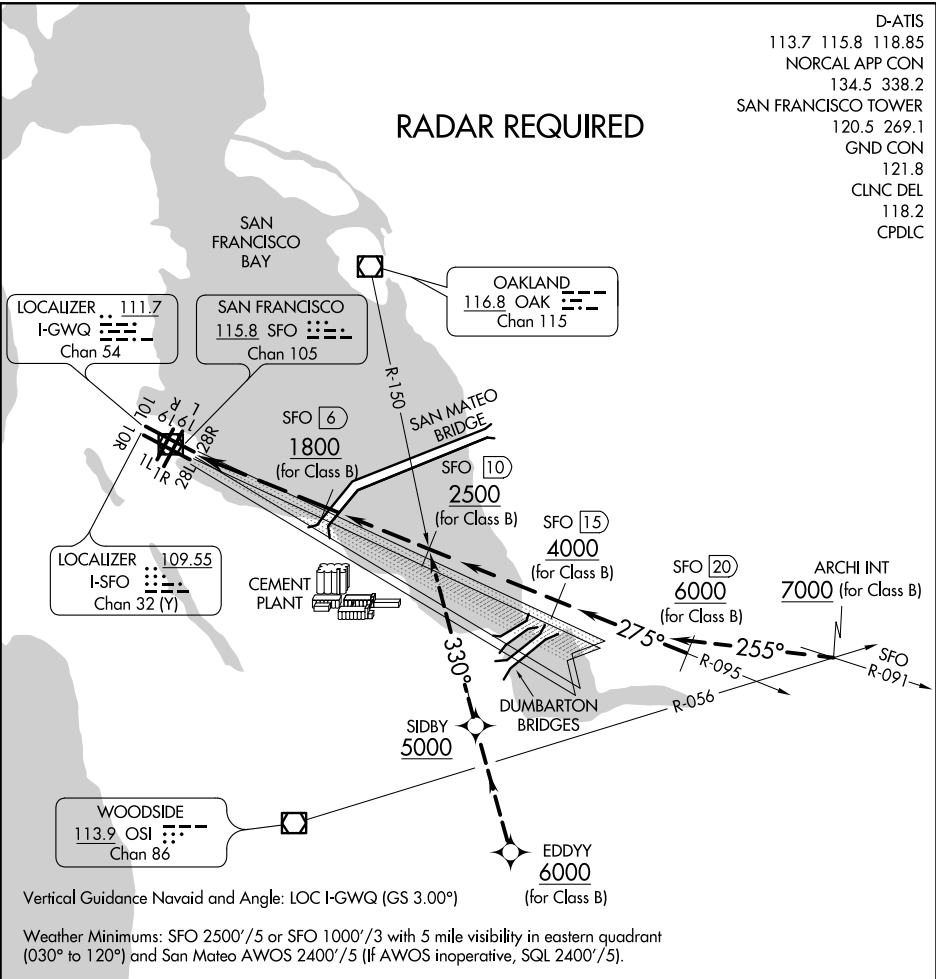 D-ATIS
113.7 115.8 118.85
NORCAL APP CON
134.5 338.2
SAN FRANCISCO TOWER
120.5 269.1
GND CON
121.8
CLNC DEL
118.2
CPDLC
RADAR REQUIRED
SAN
FRANCISCO
BAY
OAKLAND
116.8 OAK
Chan 115
LOCALIZER 111.7
I-GWQ
Chan 54
SAN FRANCISCO
115.8 SFO
Chan 105
R-150
SAN MATEO
BRIDGE
SFO 6
1800
(for Class B)
10L
10R
19R
19L
28R
28L
1L
1R
SFO 10
2500
(for Class B)
SFO 15
4000
(for Class B)
SFO 20
6000
(for Class B)
ARCHI INT
7000 (for Class B)
LOCALIZER 109.55
I-SFO
Chan 32 (Y)
CEMENT
PLANT
330°
275°
255°
R-095
SFO
R-091
R-056
DUMBARTON
BRIDGES
SIDBY
5000
WOODSIDE
113.9 OSI
Chan 86
EDDYY
6000
(for Class B)
Vertical Guidance Navaid and Angle: LOC I-GWQ (GS 3.00°)
Weather Minimums: SFO 2500'/5 or SFO 1000'/3 with 5 mile visibility in eastern quadrant
(030° to 120°) and San Mateo AWOS 2400'/5 (If AWOS inoperative, SQL 2400'/5).